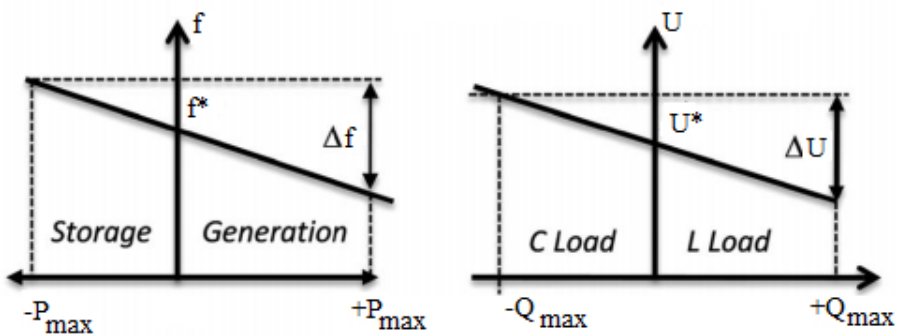 f
f*
Δf
Storage
Generation
-P max
+P max
U
U*
ΔU
C Load
L Load
-Q max
+Q max